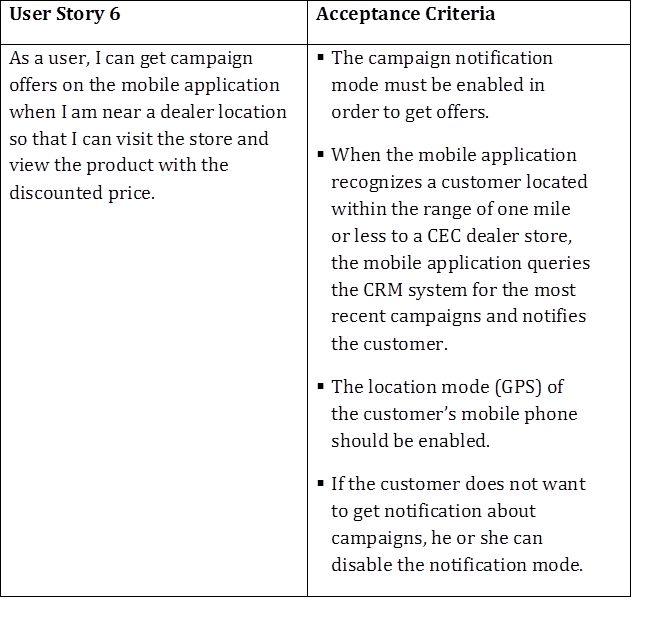 User Story 6
Acceptance Criteria
As a user, I can get campaign
offers on the mobile application
when I am near a dealer location
so that I can visit the store and
view the product with the
discounted price.
▪ The campaign notification
mode must be enabled in
order to get offers.
▪ When the mobile application
recognizes a customer located
within the range of one mile
or less to a CEC dealer store,
the mobile application queries
the CRM system for the most
recent campaigns and notifies
the customer.
▪ The location mode (GPS) of
the customer’s mobile phone
should be enabled.
▪ If the customer does not want
to get notification about
campaigns, he or she can
disable the notification mode.